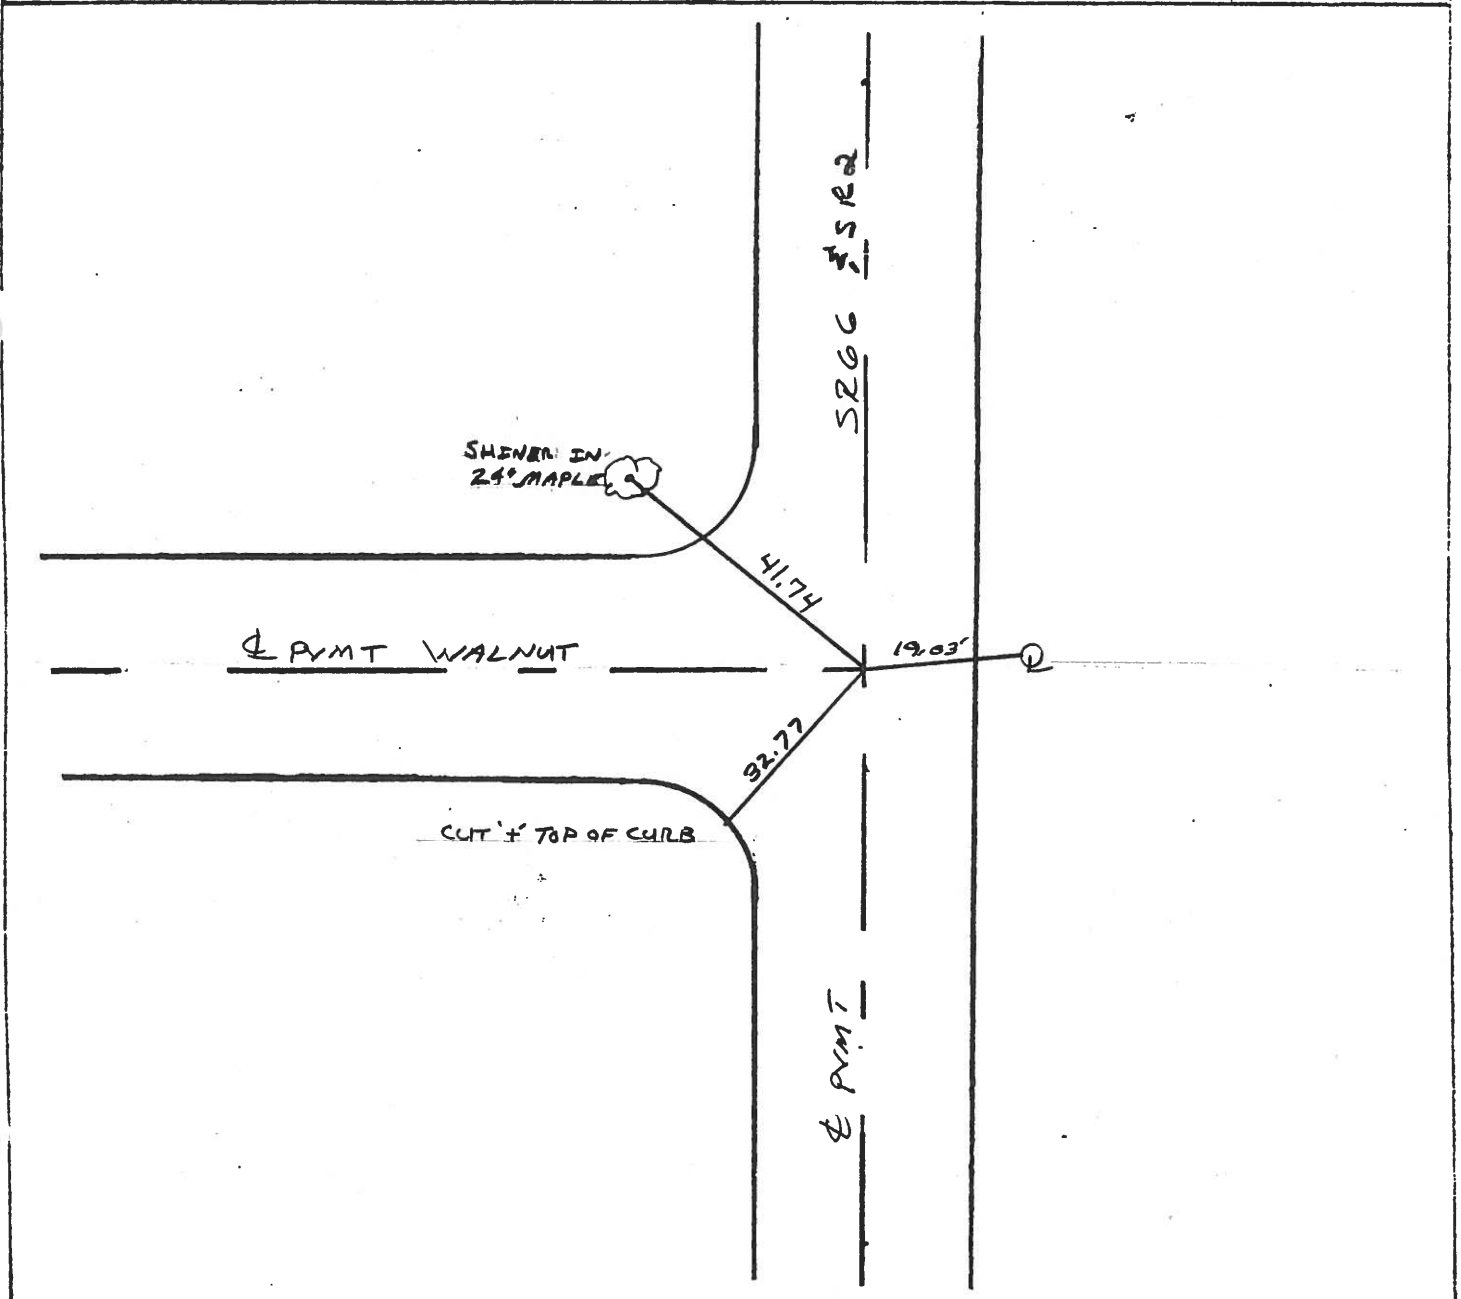 SR66 & SR2
SHINER IN
24" MAPLE
41.74
℄ PVMT WALNUT
19.03'
32.77
CUT '+' TOP OF CURB
℄ PVMT